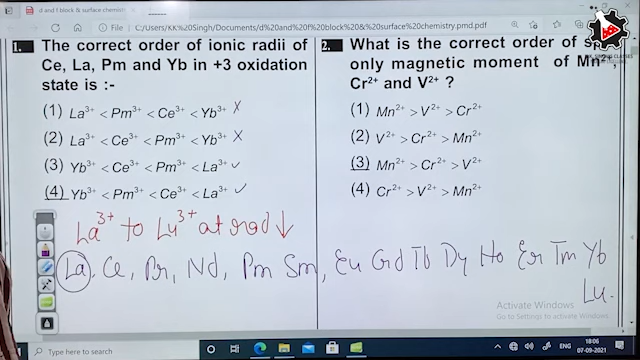 d and f block & surface chemistr
File
C:/Users/KK%20Singh/Documents/d%20and%20f%20block%20&%20surface%20chemistry.pmd.pdf
1. The correct order of ionic radii of
Ce, La, Pm and Yb in +3 oxidation
state is :-
(1) La³⁺ < Pm³⁺ < Ce³⁺ < Yb³⁺ X
(2) La³⁺ < Ce³⁺ < Pm³⁺ < Yb³⁺ X
(3) Yb³⁺ < Ce³⁺ < Pm³⁺ < La³⁺ ✓
(4) Yb³⁺ < Pm³⁺ < Ce³⁺ < La³⁺ ✓
2. What is the correct order of
only magnetic moment of Mn²⁺,
Cr²⁺ and V²⁺ ?
(1) Mn²⁺ > V²⁺ > Cr²⁺
(2) V²⁺ > Cr²⁺ > Mn²⁺
(3) Mn²⁺ > Cr²⁺ > V²⁺
(4) Cr²⁺ > V²⁺ > Mn²⁺
La³⁺ to Lu³⁺ at rad ↓
La, Ce, Pr, Nd, Pm Sm, Eu Gd Tb Dy Ho Er Tm Yb
Lu.
Activate Windows
Go to Settings to activate Windows.
Type here to search
ENG
18:06
07-09-2021